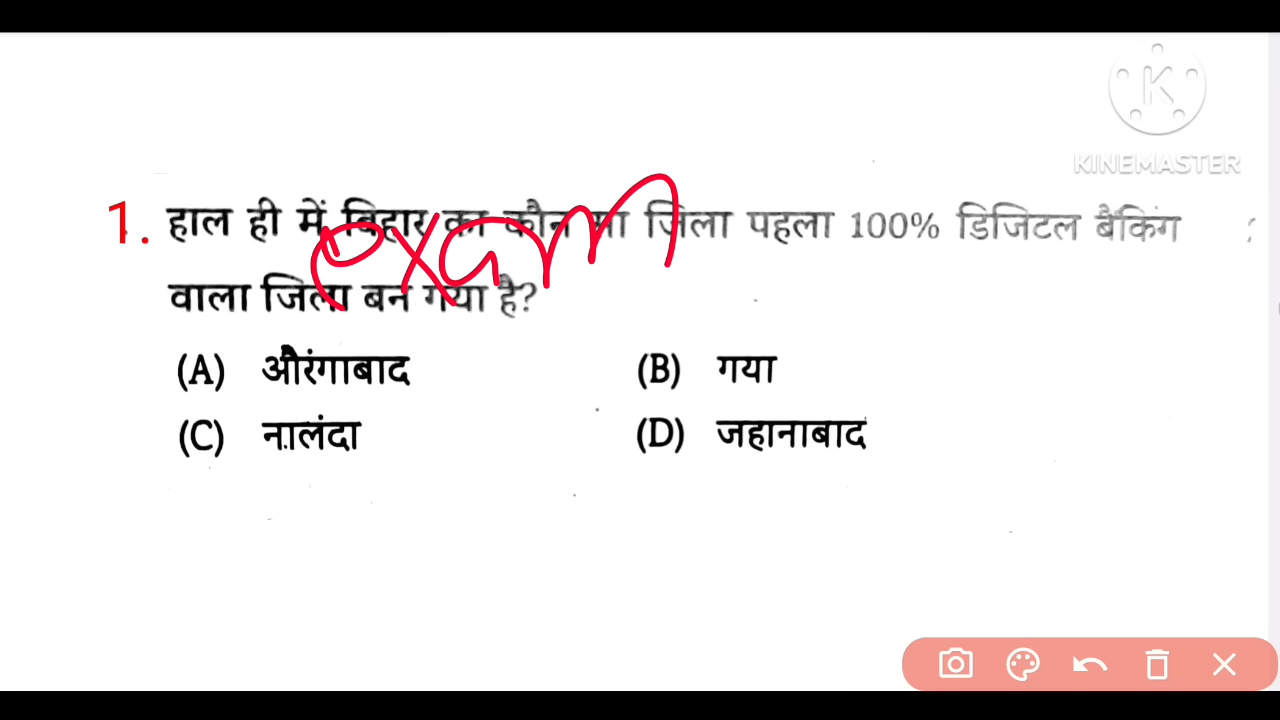 KINEMASTER
1. हाल ही में बिहार का कौन सा जिला पहला 100% डिजिटल बैंकिंग
exam
वाला जिला बन गया है?
(A) औरंगाबाद (B) गया
(C) नालंदा (D) जहानाबाद